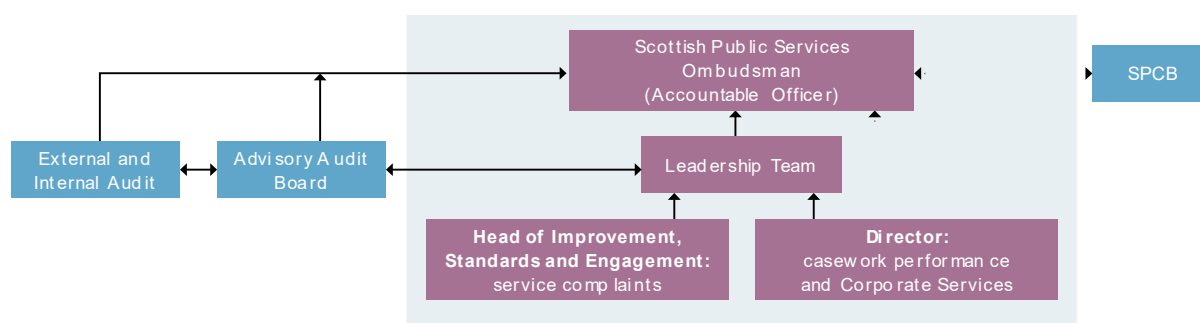 Scottish Public Services
Ombudsman
(Accountable Officer)
SPCB
External and
Internal Audit
Advisory Audit
Board
Leadership Team
Head of Improvement,
Standards and Engagement:
service complaints
Director:
casework performance
and Corporate Services